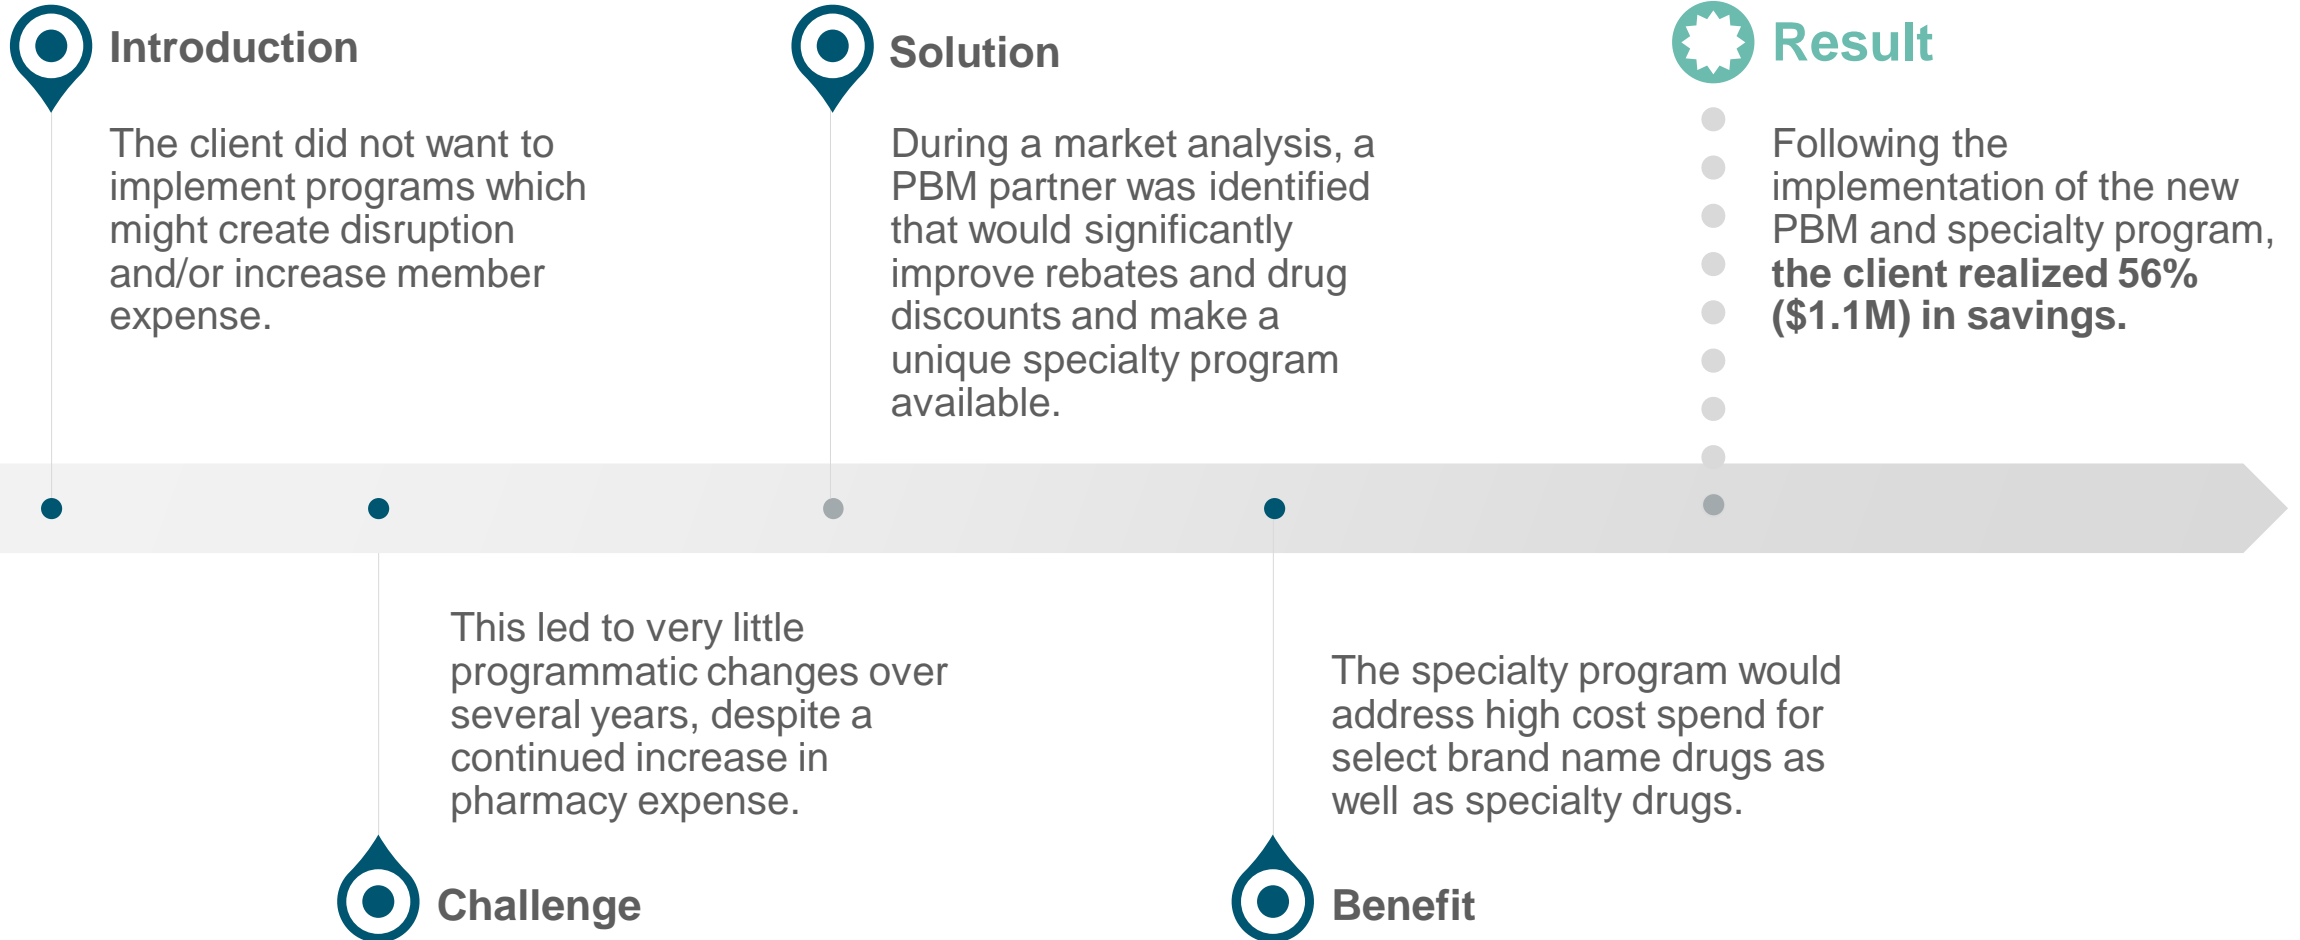 Introduction
The client did not want to
implement programs which
might create disruption
and/or increase member
expense.
This led to very little
programmatic changes over
several years, despite a
continued increase in
pharmacy expense.
Challenge
Solution
During a market analysis, a
PBM partner was identified
that would significantly
improve rebates and drug
discounts and make a
unique specialty program
available.
The specialty program would
address high cost spend for
select brand name drugs as
well as specialty drugs.
Benefit
Result
Following the
implementation of the new
PBM and specialty program,
the client realized 56%
($1.1M) in savings.